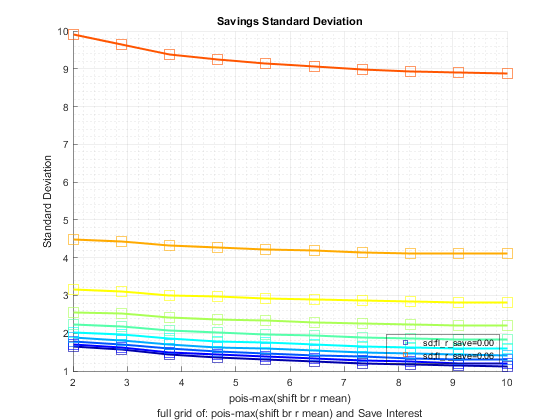 Savings Standard Deviation
10
9
8
7
6
5
4
3
2
1
Standard Deviation
sd:fl_r_save=0.00
sd:fl_r_save=0.06
2 3 4 5 6 7 8 9 10
pois-max(shift br r mean)
full grid of: pois-max(shift br r mean) and Save Interest